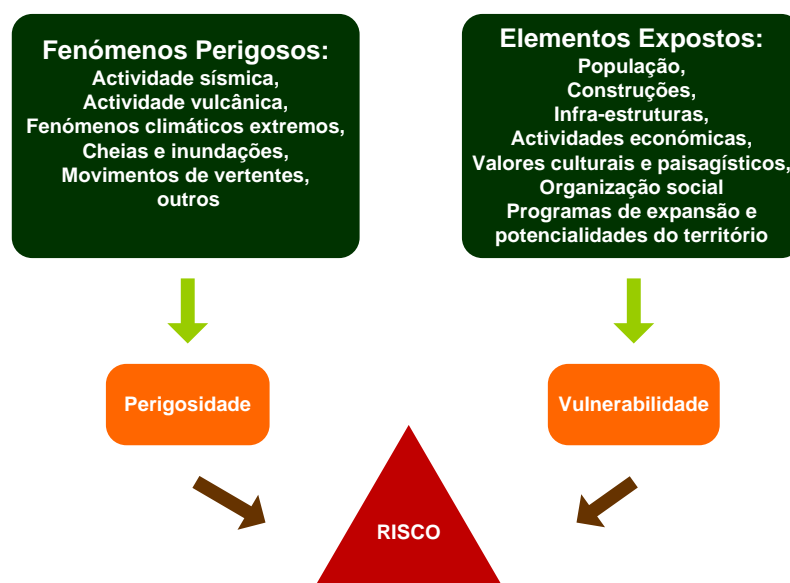 Fenómenos Perigosos:
Actividade sísmica,
Actividade vulcânica,
Fenómenos climáticos extremos,
Cheias e inundações,
Movimentos de vertentes,
outros
Elementos Expostos:
População,
Construções,
Infra-estruturas,
Actividades económicas,
Valores culturais e paisagísticos,
Organização social
Programas de expansão e
potencialidades do território
Perigosidade
Vulnerabilidade
RISCO